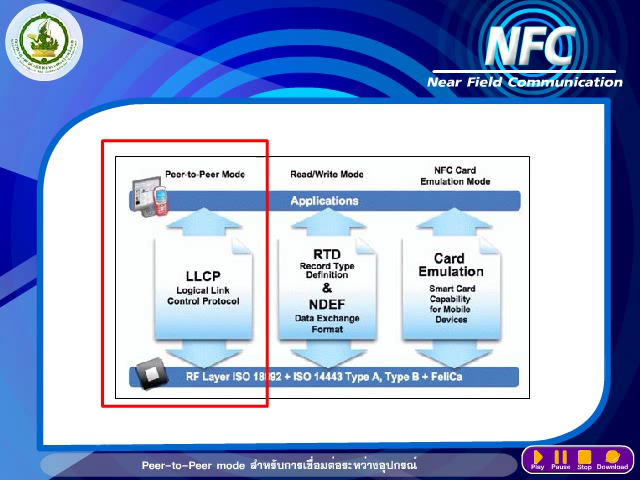 NFC
Near Field Communication
Peer-to-Peer Mode
Read/Write Mode
NFC Card
Emulation Mode
Applications
LLCP
Logical Link
Control Protocol
RTD
Record Type
Definition
&
NDEF
Data Exchange
Format
Card
Emulation
Smart Card
Capability
for Mobile
Devices
RF Layer ISO 18092 + ISO 14443 Type A, Type B + FeliCa
Peer-to-Peer mode สำหรับการเชื่อมต่อระหว่างอุปกรณ์
Play Pause Stop Download